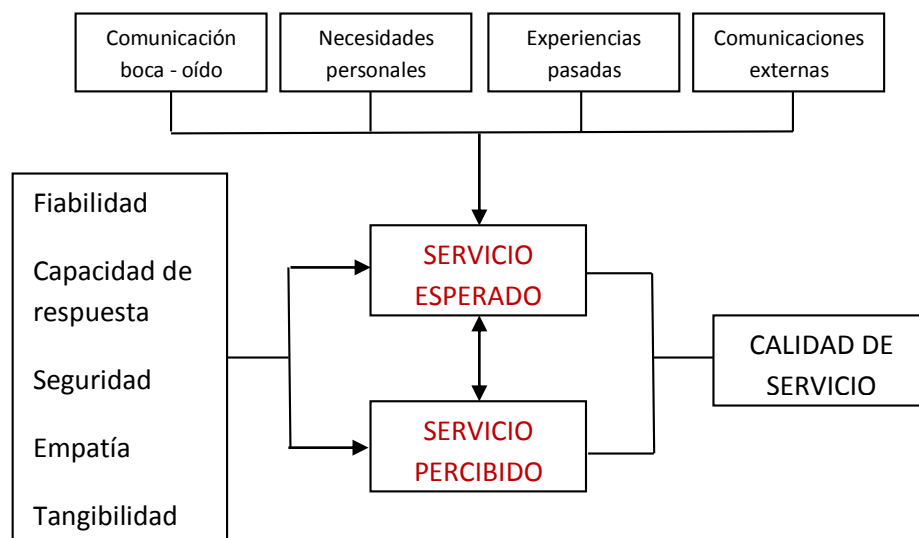 Comunicación
boca - oído
Necesidades
personales
Experiencias
pasadas
Comunicaciones
externas
Fiabilidad
Capacidad de
respuesta
Seguridad
Empatía
Tangibilidad
SERVICIO
ESPERADO
SERVICIO
PERCIBIDO
CALIDAD DE
SERVICIO